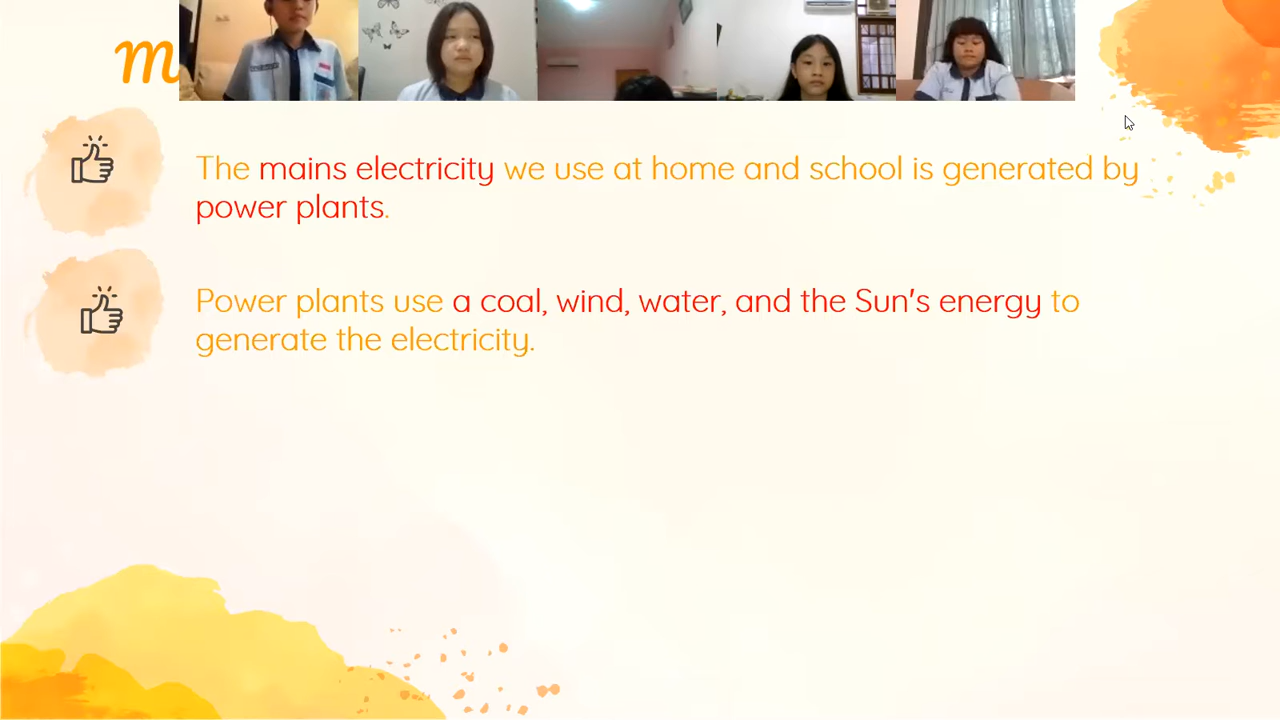 m
The mains electricity we use at home and school is generated by
power plants.
Power plants use a coal, wind, water, and the Sun's energy to
generate the electricity.